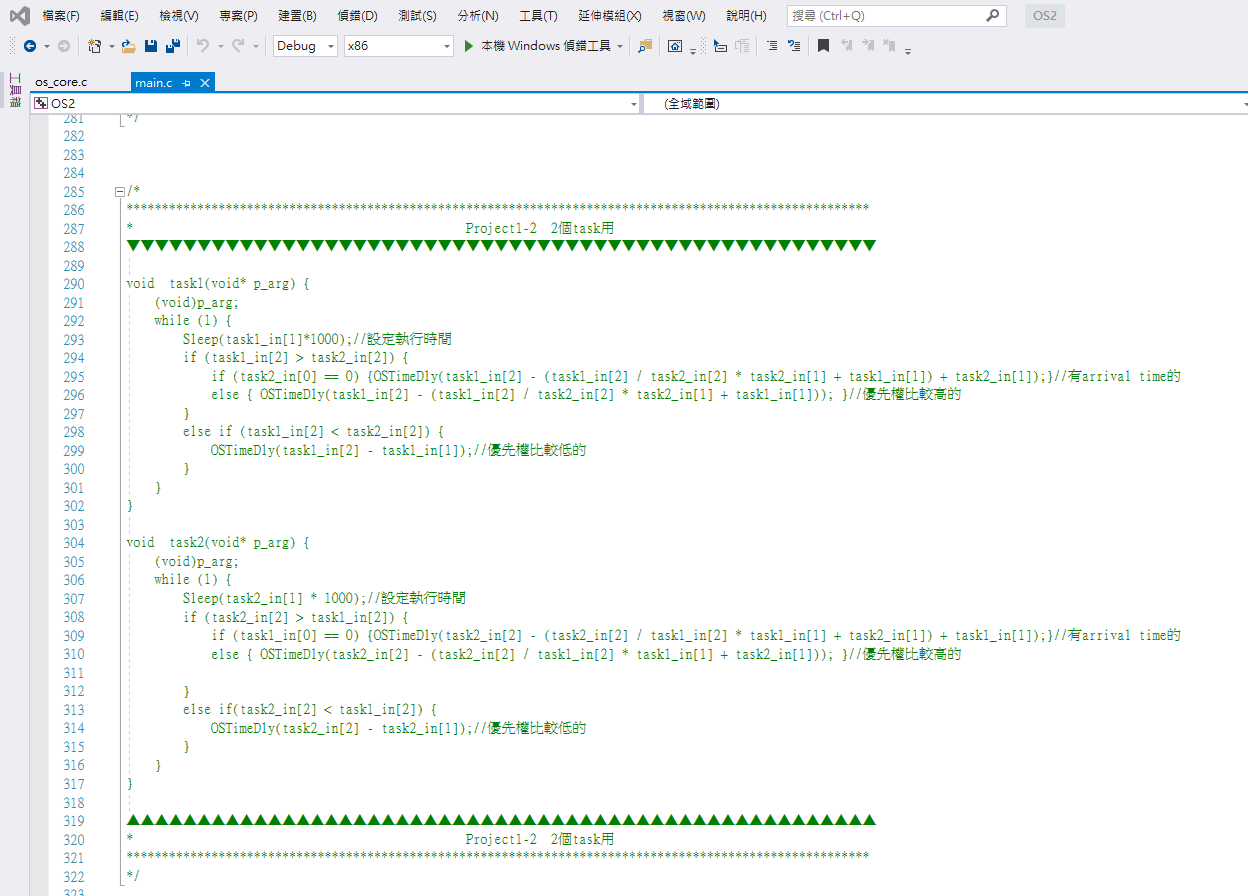 檔案(F) 編輯(E) 檢視(V) 專案(P) 建置(B) 偵錯(D) 測試(S) 分析(N) 工具(T) 延伸模組(X) 視窗(W) 說明(H) 搜尋 (Ctrl+Q) OS2
Debug x86 本機 Windows 偵錯工具
工具箱
os_core.c main.c
OS2 (全域範圍)
281 */
282
283
284
285 /*
286 *********************************************************************************************************
287 * Project1-2 2個task用
288 ▼▼▼▼▼▼▼▼▼▼▼▼▼▼▼▼▼▼▼▼▼▼▼▼▼▼▼▼▼▼▼▼▼▼▼▼▼▼▼▼▼▼▼▼▼▼▼▼▼▼▼▼▼
289
290 void task1(void* p_arg) {
291 (void)p_arg;
292 while (1) {
293 Sleep(task1_in[1]*1000);//設定執行時間
294 if (task1_in[2] > task2_in[2]) {
295 if (task2_in[0] == 0) {OSTimeDly(task1_in[2] - (task1_in[2] / task2_in[2] * task2_in[1] + task1_in[1]) + task2_in[1]);}//有arrival time的
296 else { OSTimeDly(task1_in[2] - (task1_in[2] / task2_in[2] * task2_in[1] + task1_in[1])); }//優先權比較高的
297 }
298 else if (task1_in[2] < task2_in[2]) {
299 OSTimeDly(task1_in[2] - task1_in[1]);//優先權比較低的
300 }
301 }
302 }
303
304 void task2(void* p_arg) {
305 (void)p_arg;
306 while (1) {
307 Sleep(task2_in[1] * 1000);//設定執行時間
308 if (task2_in[2] > task1_in[2]) {
309 if (task1_in[0] == 0) {OSTimeDly(task2_in[2] - (task2_in[2] / task1_in[2] * task1_in[1] + task2_in[1]) + task1_in[1]);}//有arrival time的
310 else { OSTimeDly(task2_in[2] - (task2_in[2] / task1_in[2] * task1_in[1] + task2_in[1])); }//優先權比較高的
311
312 }
313 else if(task2_in[2] < task1_in[2]) {
314 OSTimeDly(task2_in[2] - task2_in[1]);//優先權比較低的
315 }
316 }
317 }
318
319 ▲▲▲▲▲▲▲▲▲▲▲▲▲▲▲▲▲▲▲▲▲▲▲▲▲▲▲▲▲▲▲▲▲▲▲▲▲▲▲▲▲▲▲▲▲▲▲▲▲▲▲▲▲
320 * Project1-2 2個task用
321 *********************************************************************************************************
322 */
323